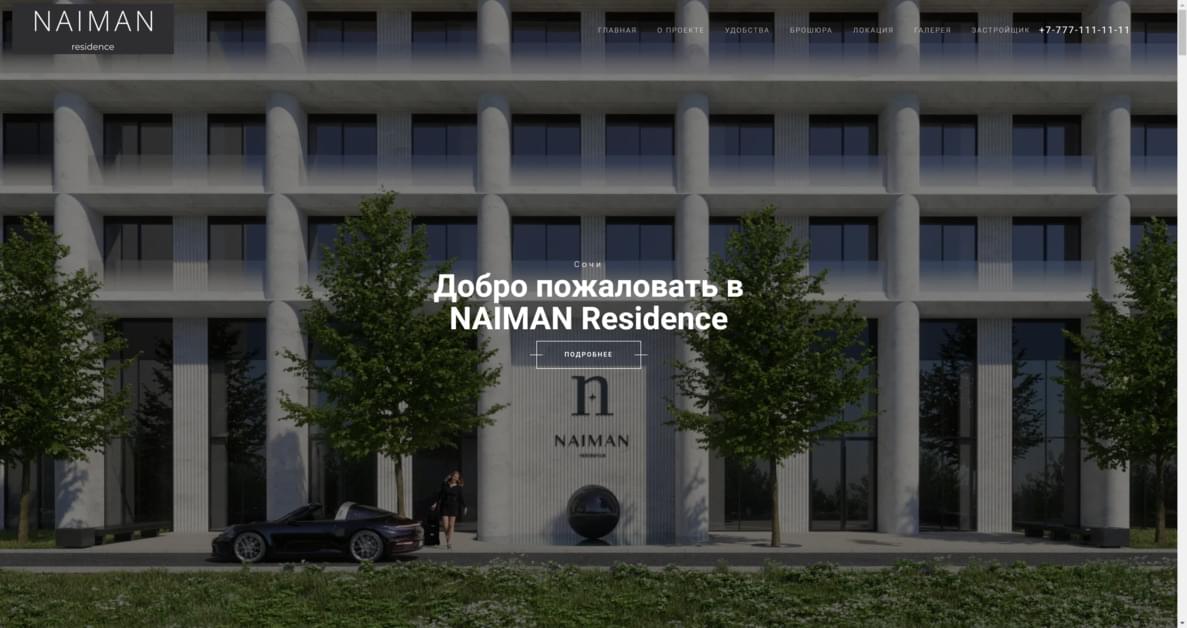 NAIMAN
residence
ГЛАВНАЯ О ПРОЕКТЕ УДОБСТВА БРОШЮРА ЛОКАЦИЯ ГАЛЕРЕЯ ЗАСТРОЙЩИК +7-777-111-11-11
Сочи
Добро пожаловать в
NAIMAN Residence
ПОДРОБНЕЕ
n
NAIMAN
RESIDENCE